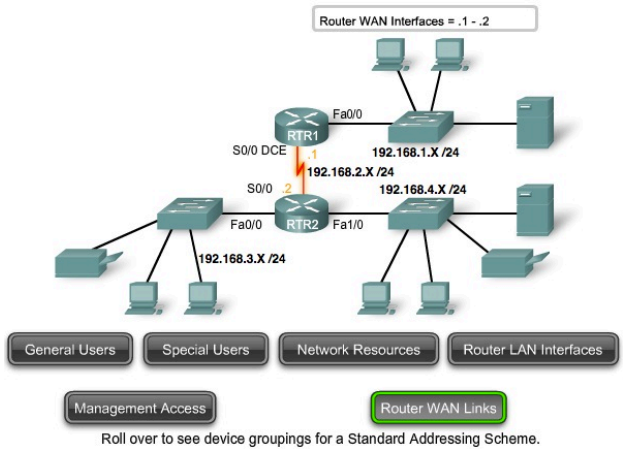 Router WAN Interfaces = .1 - .2
Fa0/0
RTR1
S0/0 DCE
.1
192.168.1.X /24
192.168.2.X /24
S0/0
.2
192.168.4.X /24
Fa0/0
RTR2
Fa1/0
192.168.3.X /24
General Users
Special Users
Network Resources
Router LAN Interfaces
Management Access
Router WAN Links
Roll over to see device groupings for a Standard Addressing Scheme.